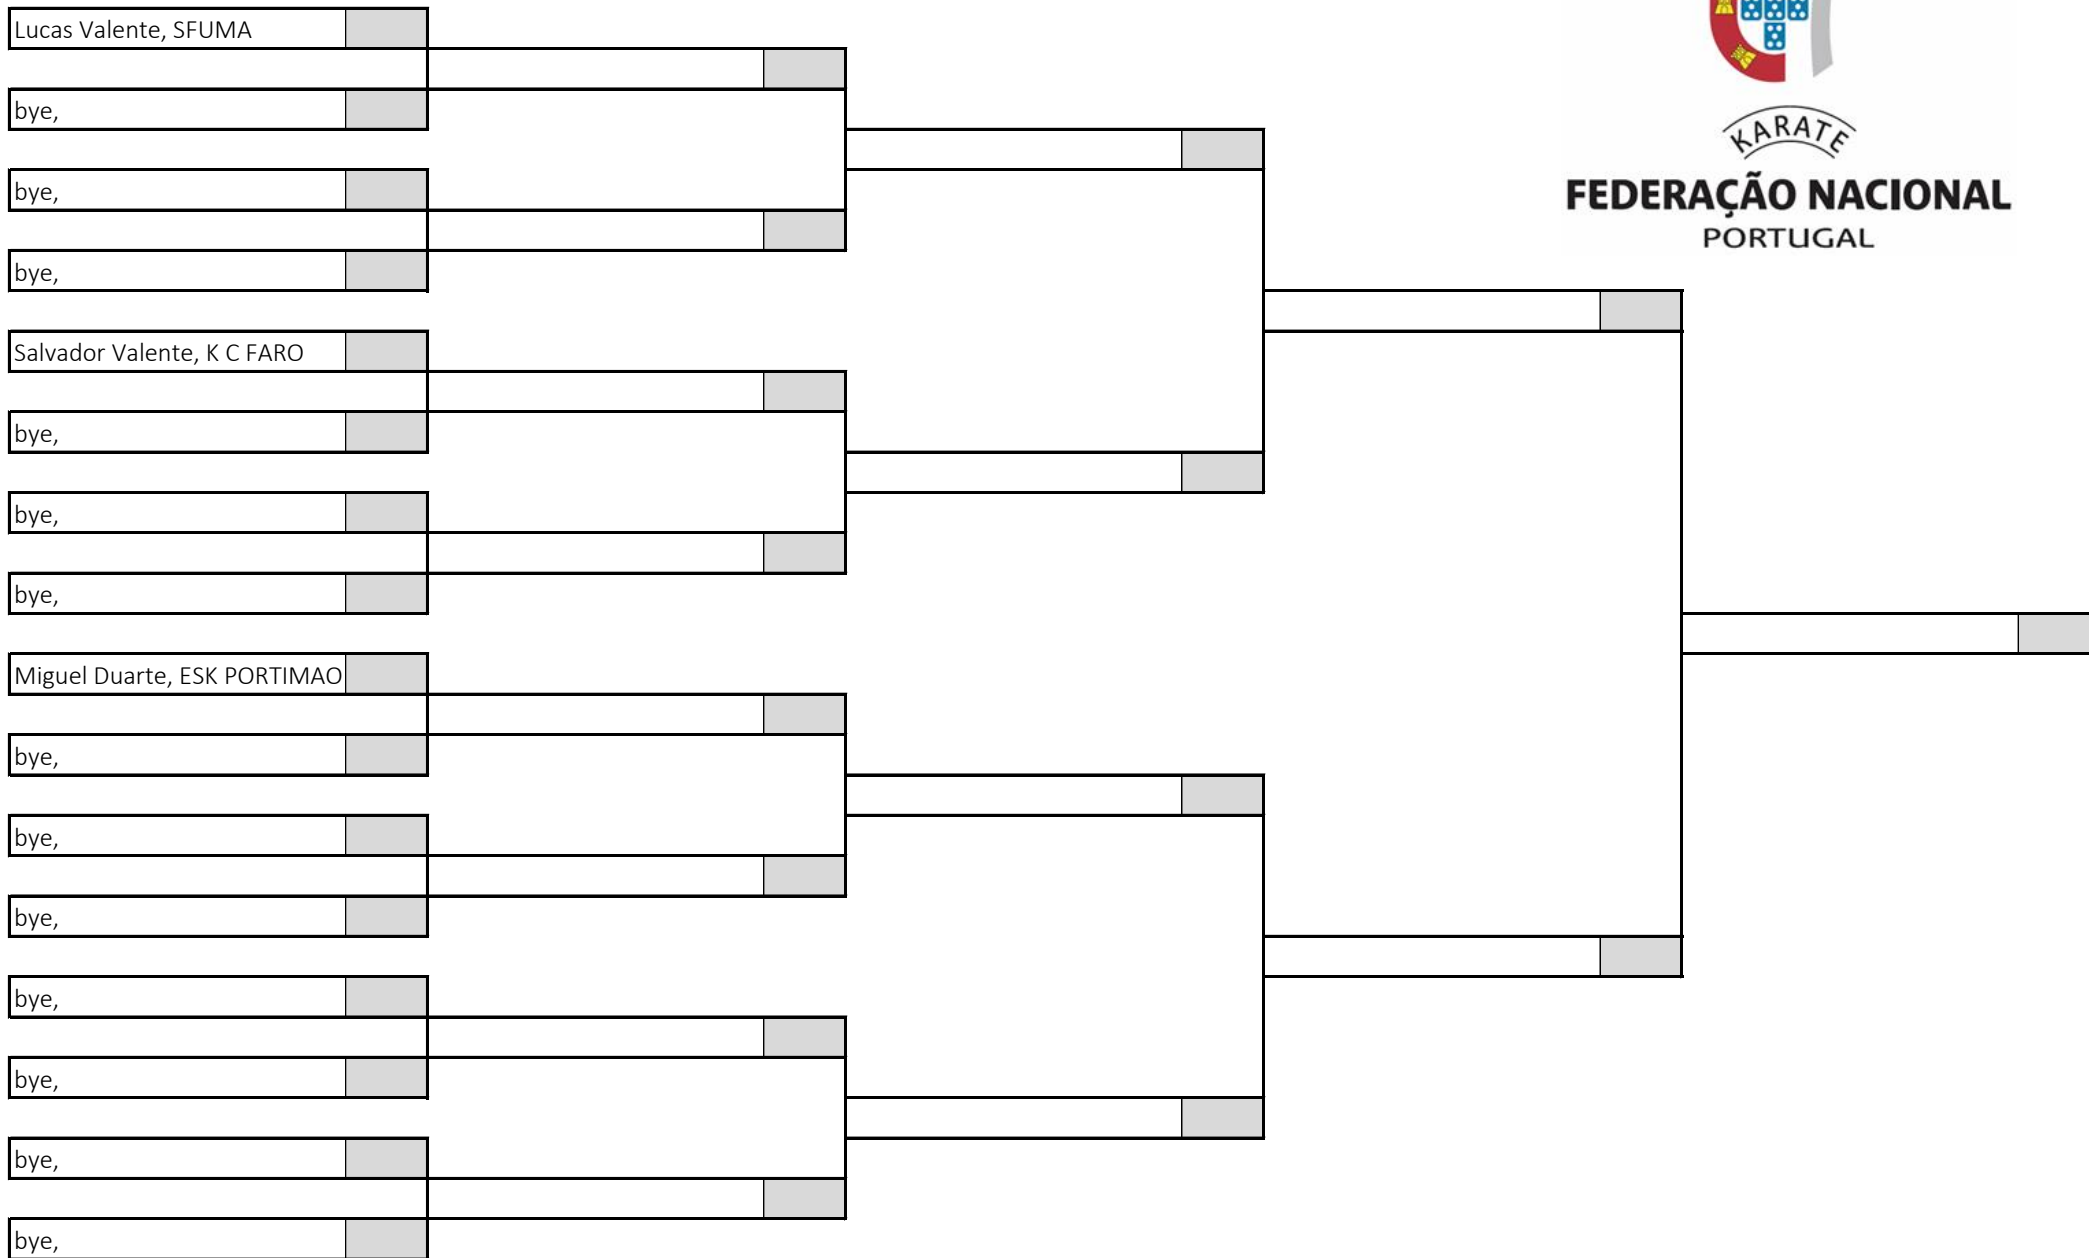 Lucas Valente, SFUMA
bye,
bye,
bye,
Salvador Valente, K C FARO
bye,
bye,
bye,
Miguel Duarte, ESK PORTIMAO
bye,
bye,
bye,
bye,
bye,
bye,
bye,
KARATE
FEDERAÇÃO NACIONAL
PORTUGAL